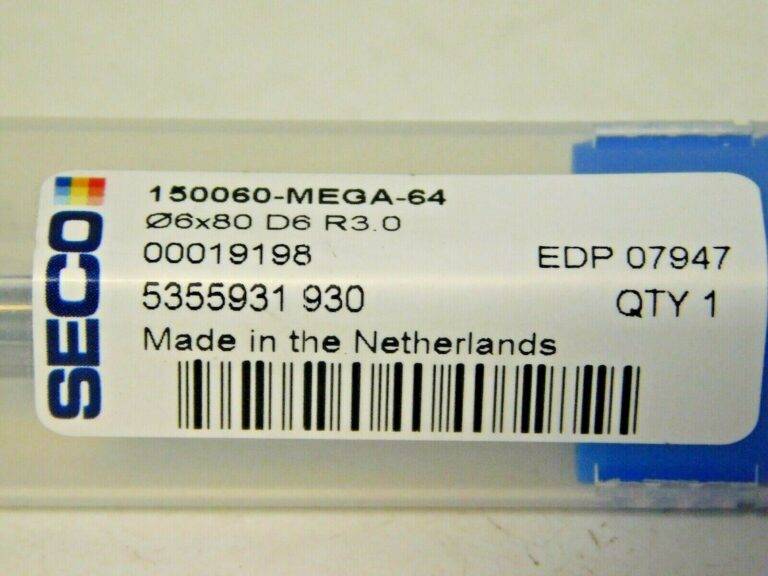 SECO
150060-MEGA-64
Ø6x80 D6 R3.0
00019198 EDP 07947
5355931 930 QTY 1
Made in the Netherlands